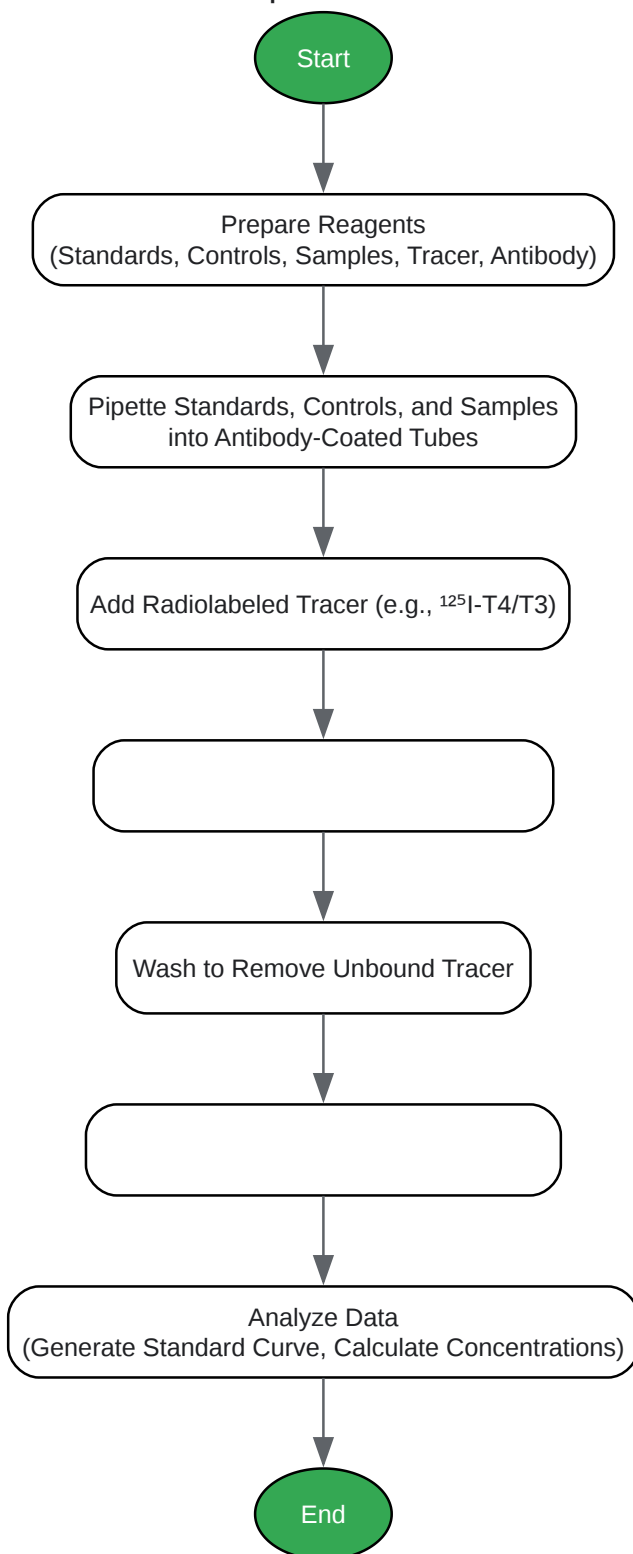 Start
Prepare Reagents
(Standards, Controls, Samples, Tracer, Antibody)
Pipette Standards, Controls, and Samples
into Antibody-Coated Tubes
Add Radiolabeled Tracer (e.g., ¹²⁵I-T4/T3)
Wash to Remove Unbound Tracer
Analyze Data
(Generate Standard Curve, Calculate Concentrations)
End